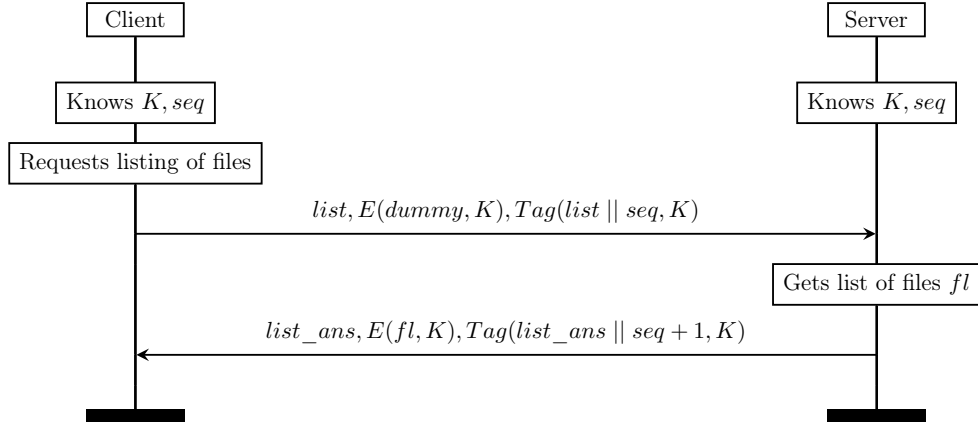 Client
Server
Knows K, seq
Knows K, seq
Requests listing of files
list, E(dummy, K), Tag(list || seq, K)
Gets list of files fl
list_ans, E(fl, K), Tag(list_ans || seq + 1, K)